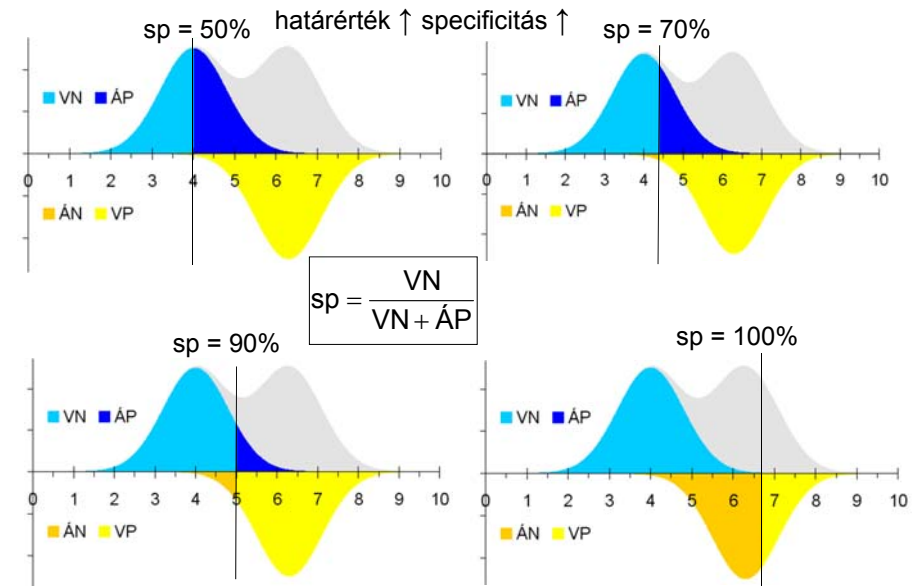 határérték ↑ specificitás ↑
sp = 50%
VN ÁP
0 1 2 3 4 5 6 7 8 9 10
ÁN VP
sp = 70%
VN ÁP
0 1 2 3 4 5 6 7 8 9 10
ÁN VP
sp = VN / (VN + ÁP)
sp = 90%
VN ÁP
0 1 2 3 4 5 6 7 8 9 10
ÁN VP
sp = 100%
VN ÁP
0 1 2 3 4 5 6 7 8 9 10
ÁN VP